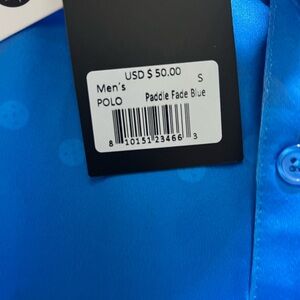 USD $ 50.00
Men's S
POLO Paddle Fade Blue
8 10151 23466 3